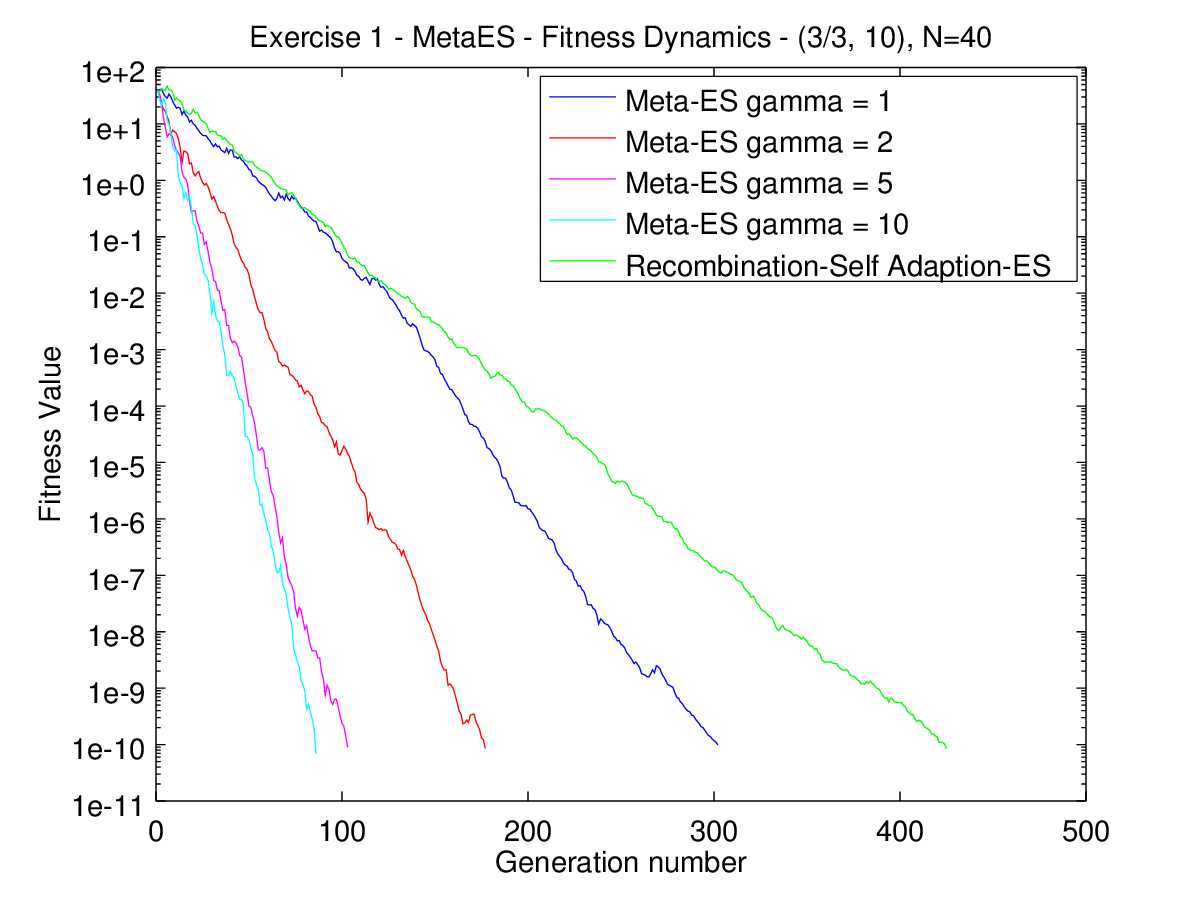 Exercise 1 - MetaES - Fitness Dynamics - (3/3, 10), N=40
1e+2
1e+1
1e+0
1e-1
1e-2
1e-3
1e-4
1e-5
1e-6
1e-7
1e-8
1e-9
1e-10
1e-11
Fitness Value
Meta-ES gamma = 1
Meta-ES gamma = 2
Meta-ES gamma = 5
Meta-ES gamma = 10
Recombination-Self Adaption-ES
0 100 200 300 400 500
Generation number